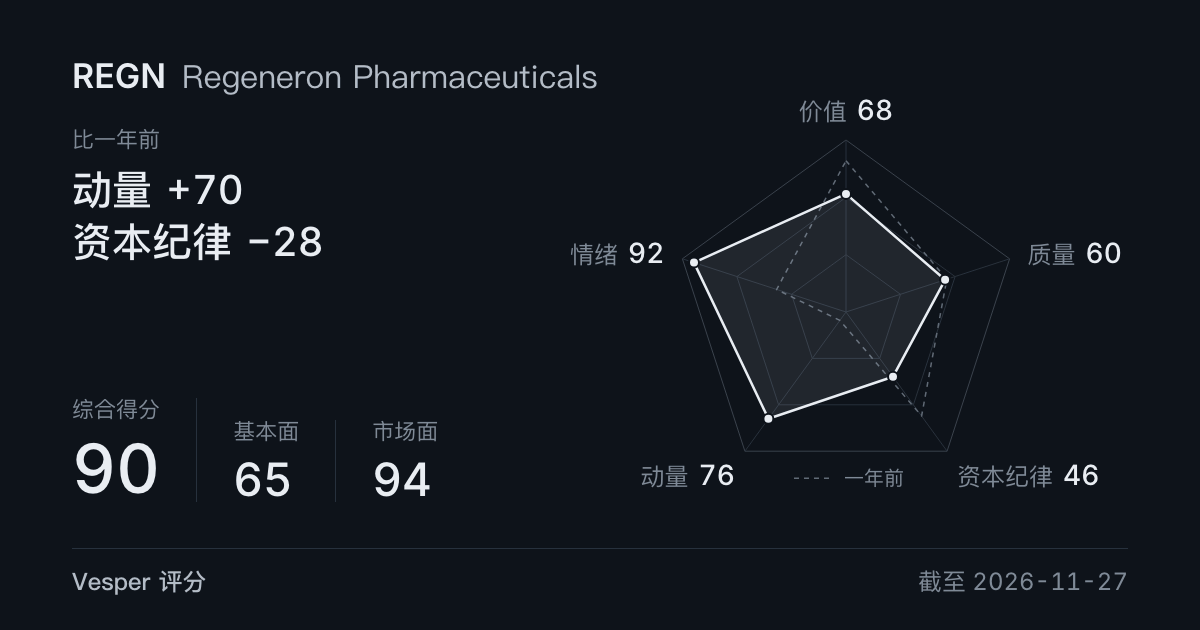 REGN Regeneron Pharmaceuticals
比一年前
动量 +70
资本纪律 −28
价值 68
质量 60
情绪 92
动量 76
---- 一年前
资本纪律 46
综合得分
90
基本面
65
市场面
94
Vesper 评分
截至 2026-11-27